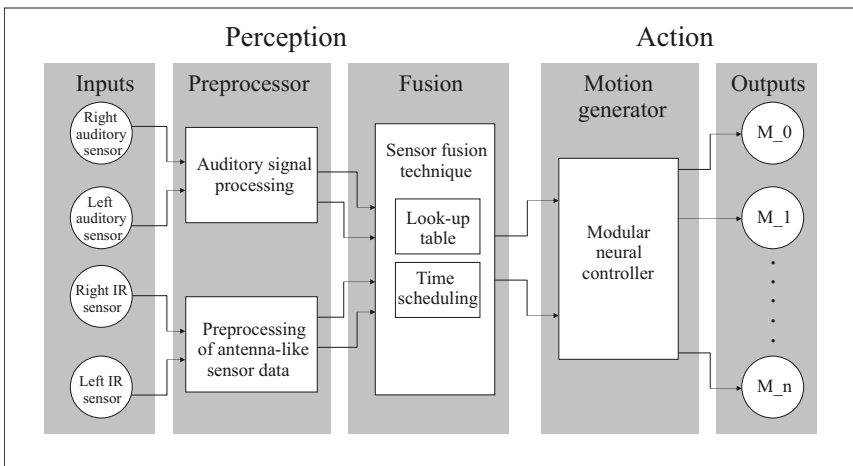 Perception
Action
Inputs
Preprocessor
Fusion
Motion
generator
Outputs
Right
auditory
sensor
Left
auditory
sensor
Right IR
sensor
Left IR
sensor
Auditory signal
processing
Preprocessing
of antenna-like
sensor data
Sensor fusion
technique
Look-up
table
Time
scheduling
Modular
neural
controller
M_0
M_1
M_n